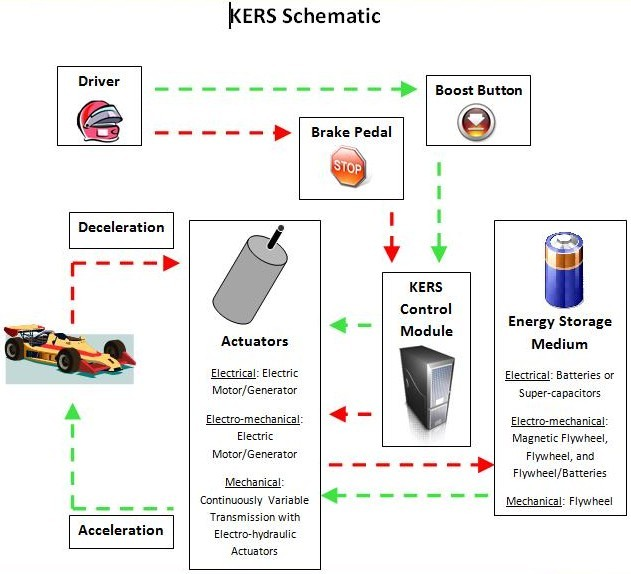 KERS Schematic
Driver
Boost Button
Brake Pedal
STOP
Deceleration
Actuators
Electrical: Electric
Motor/Generator
Electro-mechanical:
Electric
Motor/Generator
Mechanical:
Continuously Variable
Transmission with
Electro-hydraulic
Actuators
KERS
Control
Module
Energy Storage
Medium
Electrical: Batteries or
Super-capacitors
Electro-mechanical:
Magnetic Flywheel,
Flywheel, and
Flywheel/Batteries
Mechanical: Flywheel
Acceleration